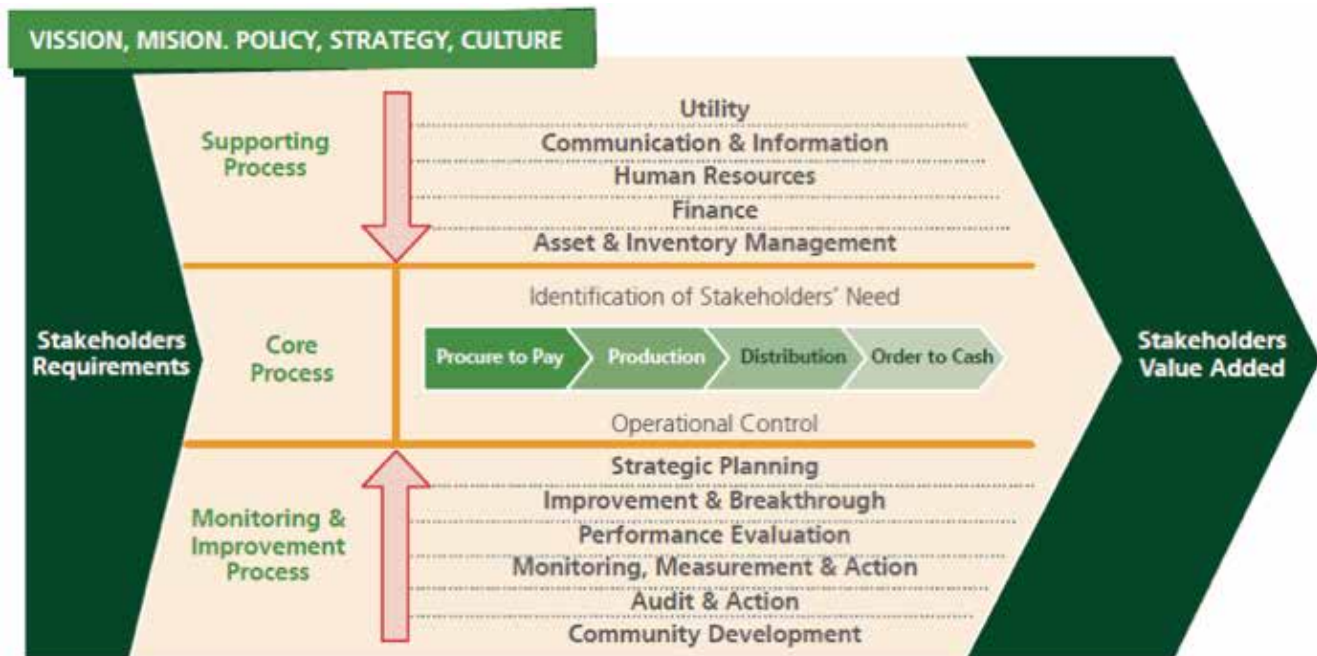 VISSION, MISION. POLICY, STRATEGY, CULTURE
Stakeholders
Requirements
Supporting
Process
Utility
Communication & Information
Human Resources
Finance
Asset & Inventory Management
Core
Process
Identification of Stakeholders' Need
Procure to Pay
Production
Distribution
Order to Cash
Operational Control
Monitoring &
Improvement
Process
Strategic Planning
Improvement & Breakthrough
Performance Evaluation
Monitoring, Measurement & Action
Audit & Action
Community Development
Stakeholders
Value Added